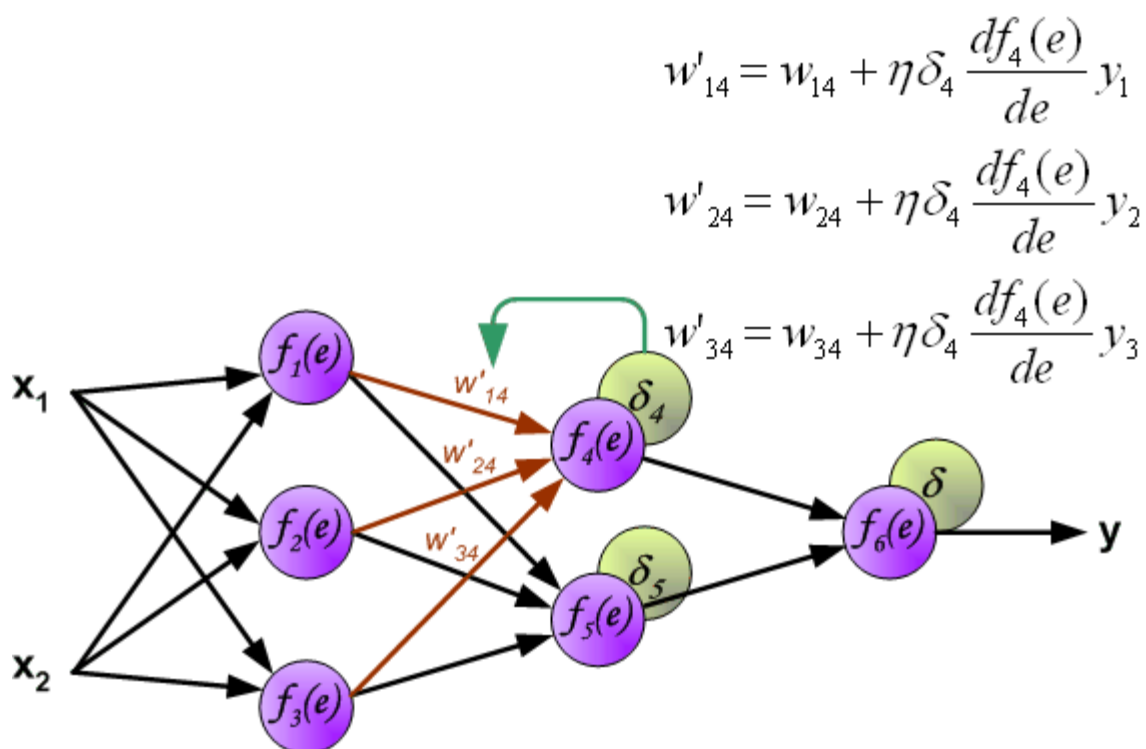 w'₁₄ = w₁₄ + ηδ₄ df₄(e)/de y₁
w'₂₄ = w₂₄ + ηδ₄ df₄(e)/de y₂
w'₃₄ = w₃₄ + ηδ₄ df₄(e)/de y₃
x₁
f₁(e)
w'₁₄
δ₄
f₄(e)
w'₂₄
δ
f₂(e)
f₆(e)
y
w'₃₄
δ₅
f₅(e)
x₂
f₃(e)